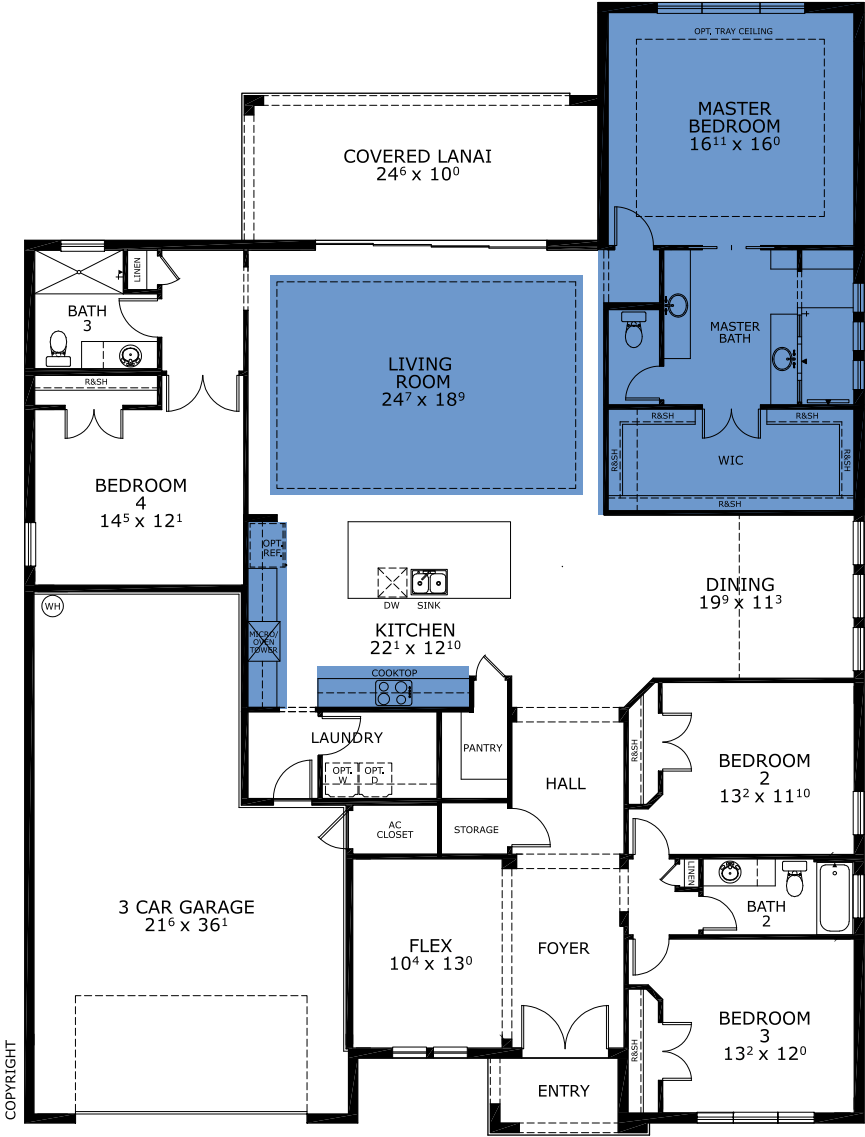 OPT. TRAY CEILING
MASTER
BEDROOM
16¹¹ x 16⁰
COVERED LANAI
24⁶ x 10⁰
LINEN
BATH
3
R&SH
LIVING
ROOM
24⁷ x 18⁹
MASTER
BATH
R&SH
R&SH
R&SH
WIC
R&SH
R&SH
BEDROOM
4
14⁵ x 12¹
OPT.
REF.
DW
SINK
DINING
19⁹ x 11³
WH
MICRO/
OVEN
TOWER
KITCHEN
22¹ x 12¹⁰
COOKTOP
LAUNDRY
OPT.
W
OPT.
D
PANTRY
HALL
R&SH
BEDROOM
2
13² x 11¹⁰
AC
CLOSET
STORAGE
LINEN
BATH
2
3 CAR GARAGE
21⁶ x 36¹
FLEX
10⁴ x 13⁰
FOYER
R&SH
BEDROOM
3
13² x 12⁰
ENTRY
COPYRIGHT